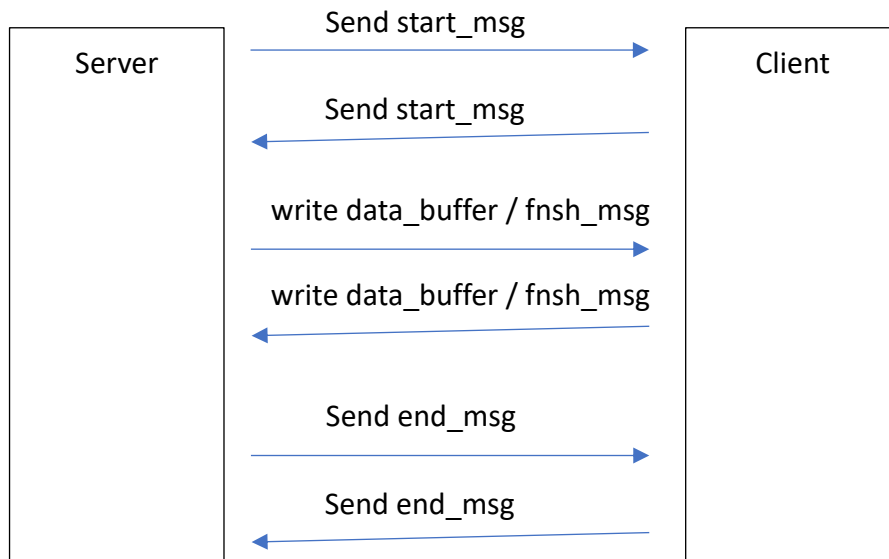 Send start_msg
Server
Client
Send start_msg
write data_buffer / fnsh_msg
write data_buffer / fnsh_msg
Send end_msg
Send end_msg